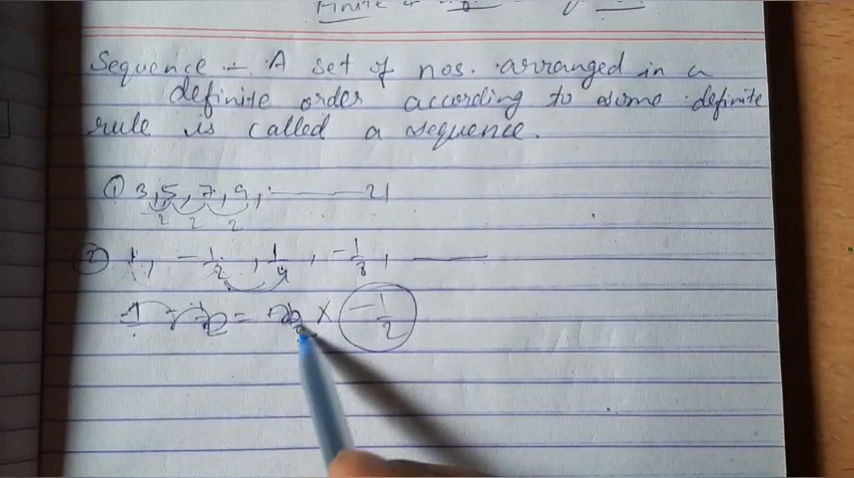 Finite
Sequence - A set of nos. arranged in a
definite order according to some definite
rule is called a sequence.
① 3, 5, 7, 9, ——— 21
2 2 2
② 1, -1/2, 1/4, -1/8, ———
= × -1/2